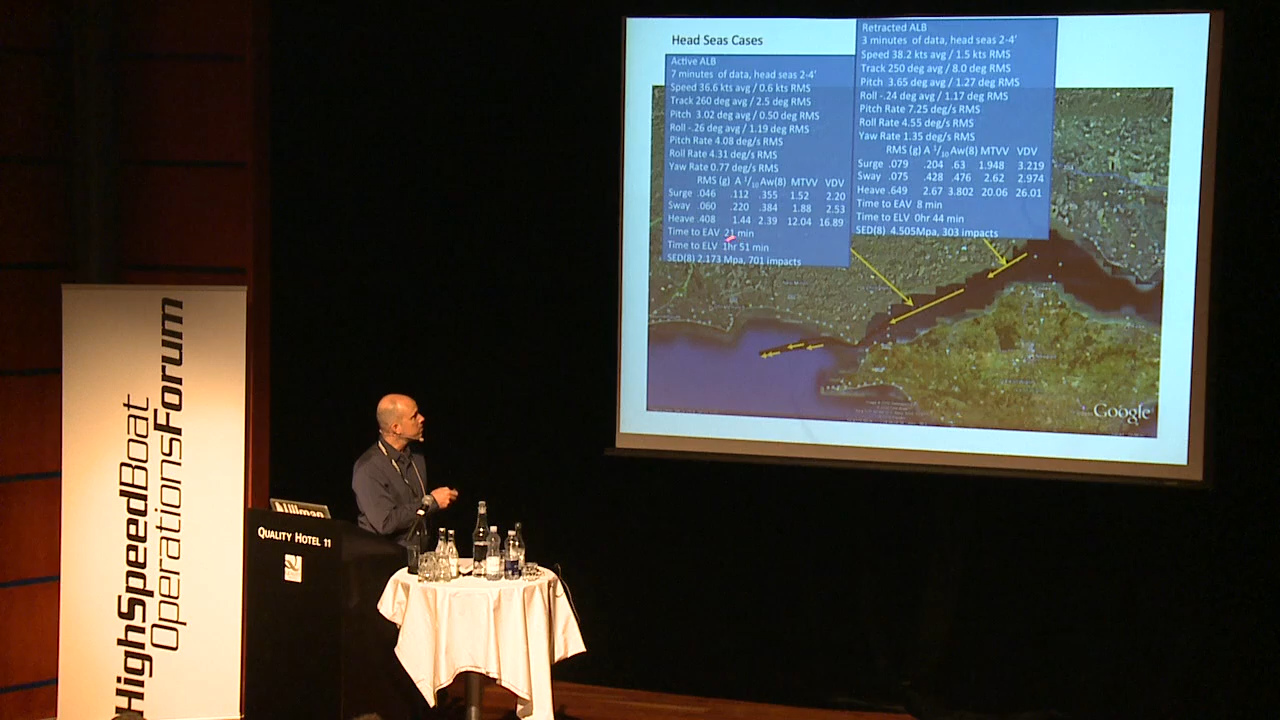 Head Seas Cases
Active ALB
7 minutes of data, head seas 2-4'
Speed 36.6 kts avg / 0.6 kts RMS
Track 260 deg avg / 2.5 deg RMS
Pitch 3.02 deg avg / 0.50 deg RMS
Roll -.26 deg avg / 1.19 deg RMS
Pitch Rate 4.08 deg/s RMS
Roll Rate 4.31 deg/s RMS
Yaw Rate 0.77 deg/s RMS
RMS (g) A 1/10 Aw(8) MTVV VDV
Surge .046 .112 .355 1.52 2.20
Sway .060 .220 .384 1.88 2.53
Heave .408 1.44 2.39 12.04 16.89
Time to EAV 21 min
Time to ELV 1hr 51 min
SED(8) 2.173 Mpa, 701 impacts
Retracted ALB
3 minutes of data, head seas 2-4'
Speed 38.2 kts avg / 1.5 kts RMS
Track 250 deg avg / 8.0 deg RMS
Pitch 3.65 deg avg / 1.27 deg RMS
Roll -.24 deg avg / 1.17 deg RMS
Pitch Rate 7.25 deg/s RMS
Roll Rate 4.55 deg/s RMS
Yaw Rate 1.35 deg/s RMS
RMS (g) A 1/10 Aw(8) MTVV VDV
Surge .079 .204 .63 1.948 3.219
Sway .075 .428 .476 2.62 2.974
Heave .649 2.67 3.802 20.06 26.01
Time to EAV 8 min
Time to ELV 0hr 44 min
SED(8) 4.505Mpa, 303 impacts
Google
HighSpeedBoat
OperationsForum
Ullman
QUALITY HOTEL 11